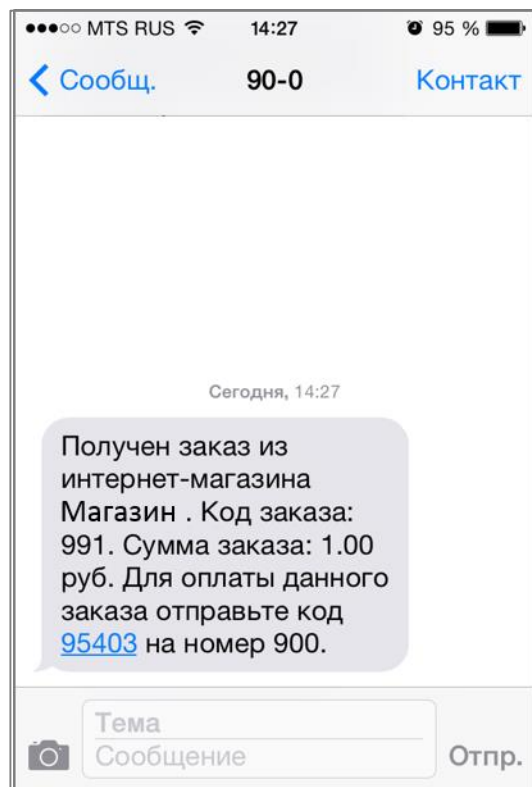 MTS RUS 14:27 95 %
Сообщ. 90-0 Контакт
Сегодня, 14:27
Получен заказ из
интернет-магазина
Магазин . Код заказа:
991. Сумма заказа: 1.00
руб. Для оплаты данного
заказа отправьте код
95403 на номер 900.
Тема
Сообщение Отпр.